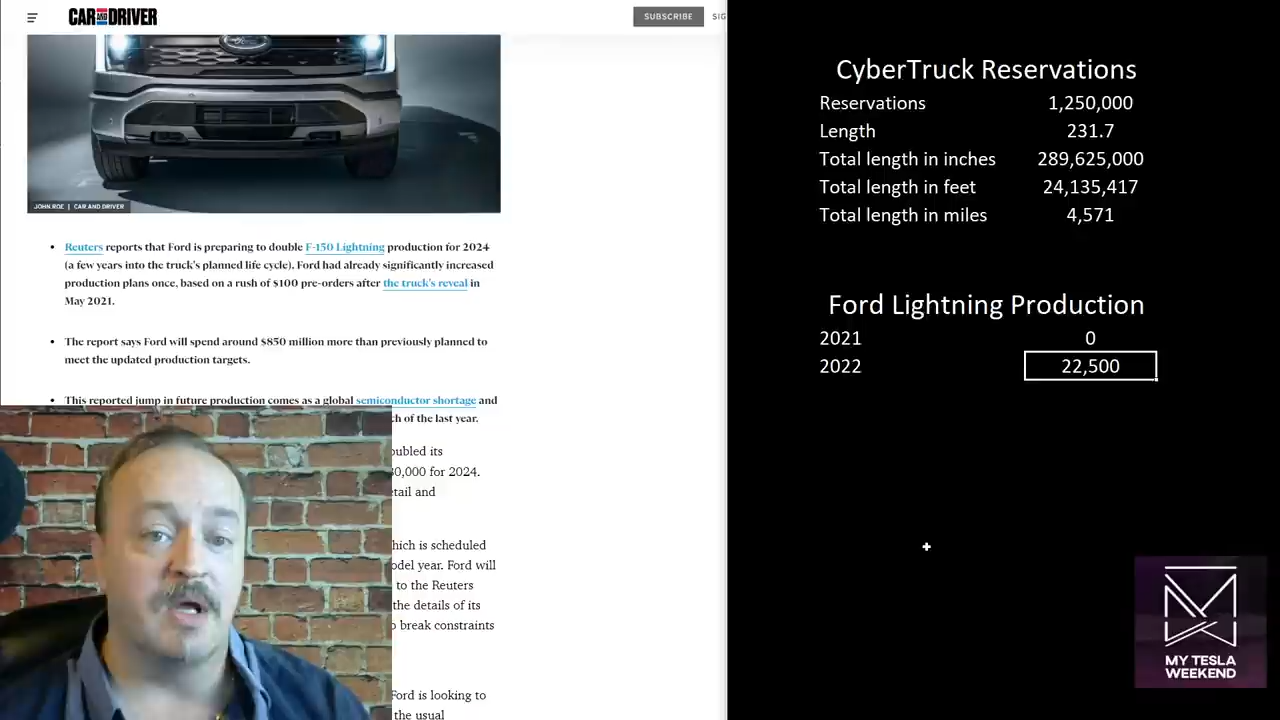 CAR AND DRIVER
SUBSCRIBE
SIG
Ford
JOHN ROE | CAR AND DRIVER
• Reuters reports that Ford is preparing to double F-150 Lightning production for 2024
(a few years into the truck's planned life cycle). Ford had already significantly increased
production plans once, based on a rush of $100 pre-orders after the truck's reveal in
May 2021.
• The report says Ford will spend around $850 million more than previously planned to
meet the updated production targets.
• This reported jump in future production comes as a global semiconductor shortage and
ch of the last year.
oubled its
80,000 for 2024.
etail and
hich is scheduled
odel year. Ford will
to the Reuters
the details of its
o break constraints
Ford is looking to
the usual
CyberTruck Reservations
Reservations 1,250,000
Length 231.7
Total length in inches 289,625,000
Total length in feet 24,135,417
Total length in miles 4,571
Ford Lightning Production
2021 0
2022 22,500
MY TESLA
WEEKEND